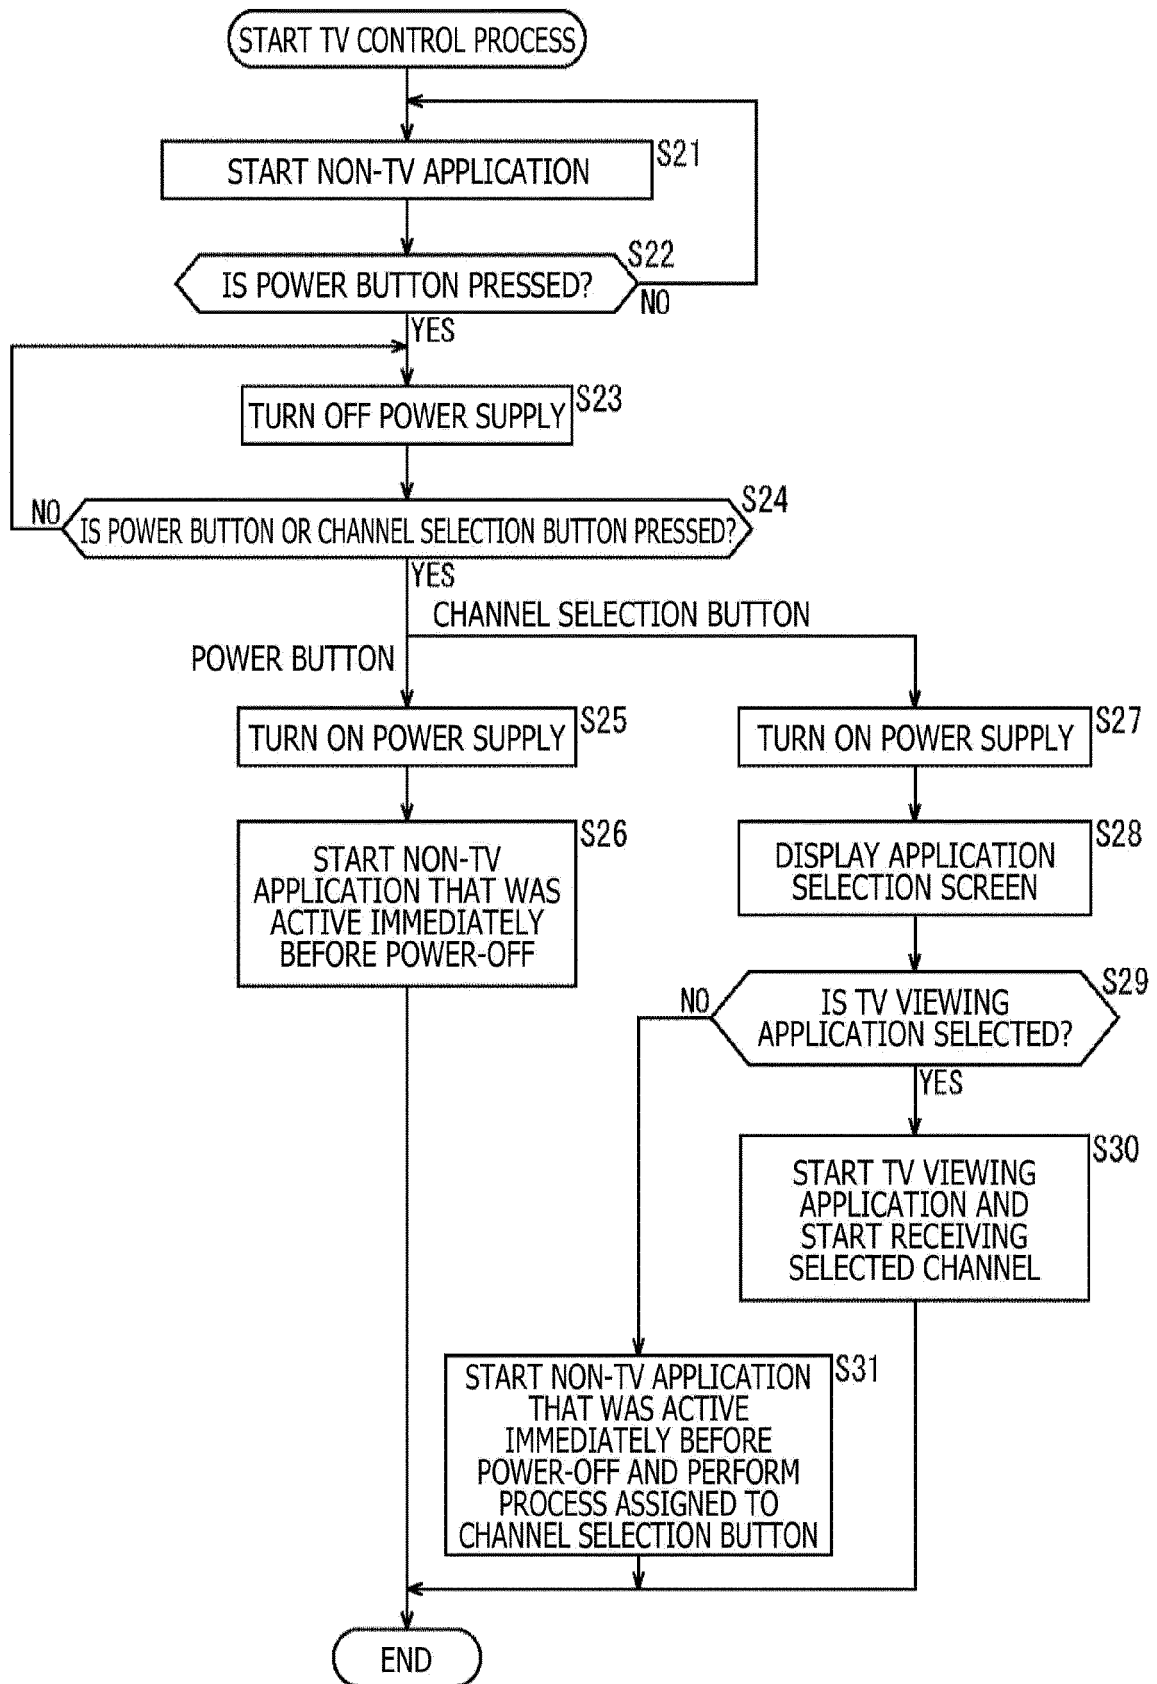 START TV CONTROL PROCESS
S21
START NON-TV APPLICATION
S22
IS POWER BUTTON PRESSED?
NO
YES
S23
TURN OFF POWER SUPPLY
S24
NO
IS POWER BUTTON OR CHANNEL SELECTION BUTTON PRESSED?
YES
CHANNEL SELECTION BUTTON
POWER BUTTON
S25
TURN ON POWER SUPPLY
S27
TURN ON POWER SUPPLY
S26
START NON-TV
APPLICATION THAT WAS
ACTIVE IMMEDIATELY
BEFORE POWER-OFF
S28
DISPLAY APPLICATION
SELECTION SCREEN
S29
NO
IS TV VIEWING
APPLICATION SELECTED?
YES
S30
START TV VIEWING
APPLICATION AND
START RECEIVING
SELECTED CHANNEL
S31
START NON-TV APPLICATION
THAT WAS ACTIVE
IMMEDIATELY BEFORE
POWER-OFF AND PERFORM
PROCESS ASSIGNED TO
CHANNEL SELECTION BUTTON
END